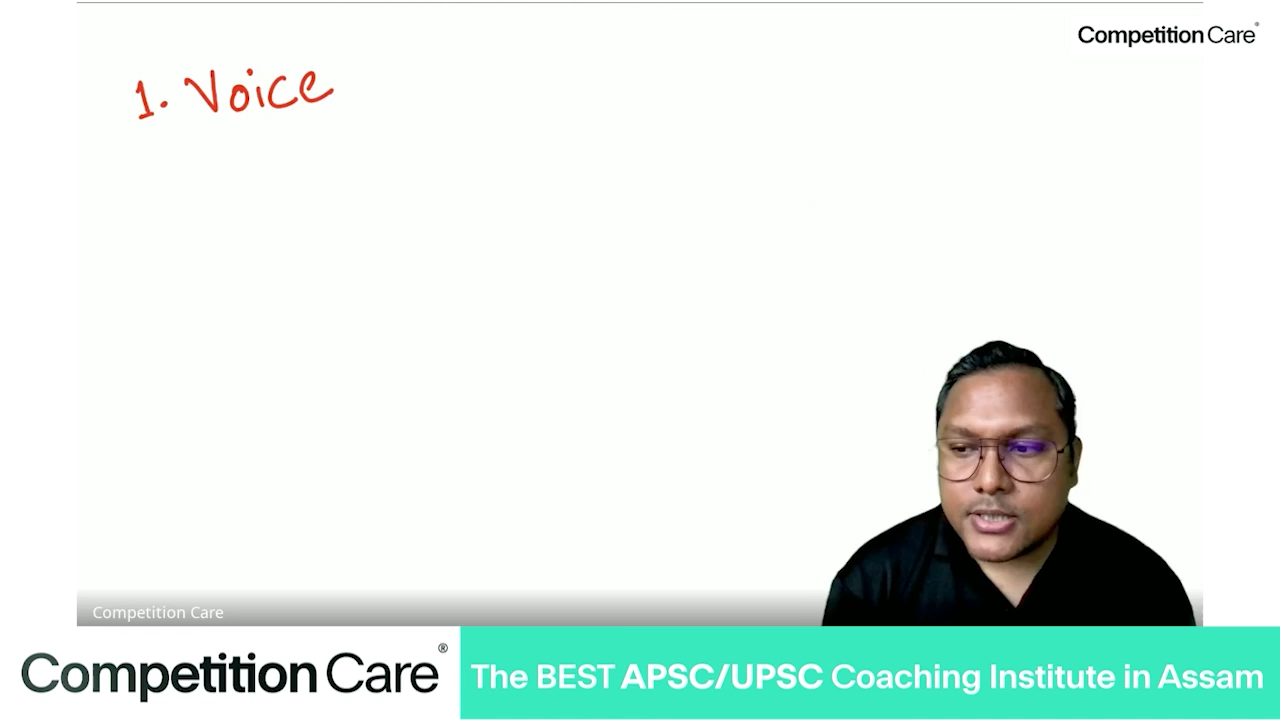 Competition Care®
1. Voice
Competition Care
Competition Care®
The BEST APSC/UPSC Coaching Institute in Assam